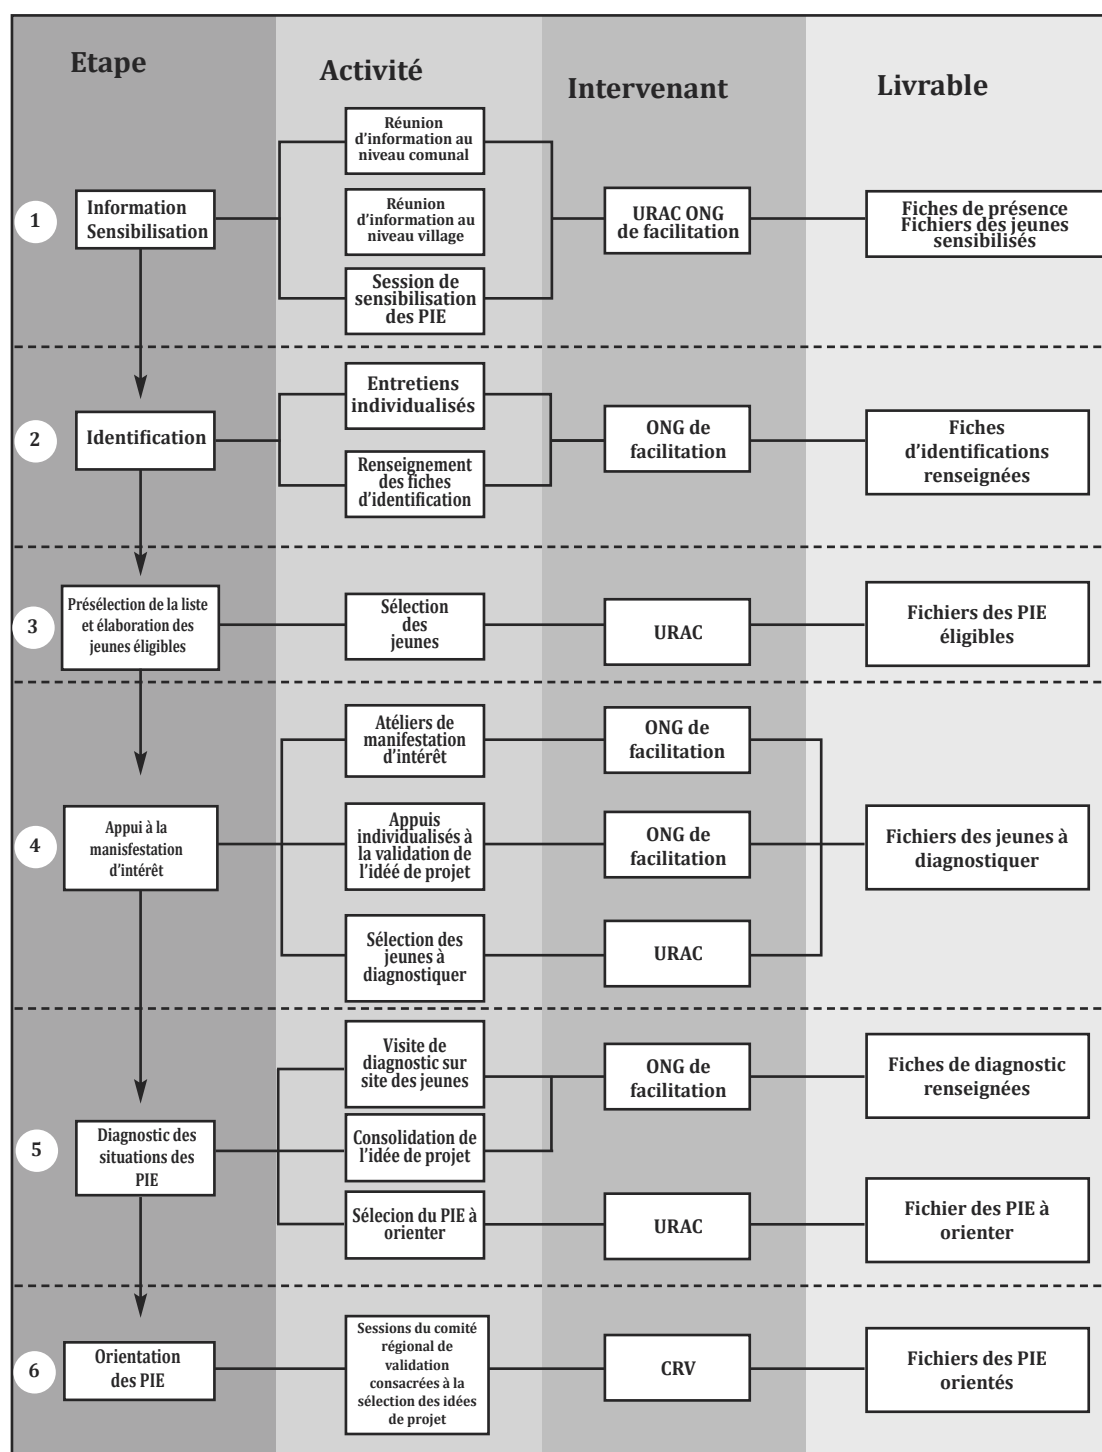 Etape
Activité
Intervenant
Livrable
1
Information
Sensibilisation
Réunion
d'information au
niveau comunal
Réunion
d'information au
niveau village
Session de
sensibilisation
des PIE
URAC ONG
de facilitation
Fiches de présence
Fichiers des jeunes
sensibilisés
2
Identification
Entretiens
individualisés
Renseignement
des fiches
d'identification
ONG de
facilitation
Fiches
d'identifications
renseignées
3
Présélection de la liste
et élaboration des
jeunes éligibles
Sélection
des
jeunes
URAC
Fichiers des PIE
éligibles
4
Appui à la
manisfestation
d'intérêt
Atéliers de
manifestation
d'intérêt
ONG de
facilitation
Appuis
individualisés à
la validation de
l'idéé de projet
ONG de
facilitation
Sélection des
jeunes à
diagnostiquer
URAC
Fichiers des jeunes à
diagnostiquer
5
Diagnostic des
situations des
PIE
Visite de
diagnostic sur
site des jeunes
Consolidation de
l'idée de projet
ONG de
facilitation
Fiches de diagnostic
renseignées
Sélecion du PIE à
orienter
URAC
Fichier des PIE à
orienter
6
Orientation
des PIE
Sessions du comité
régional de
validation
consacrées à la
sélection des idées
de projet
CRV
Fichiers des PIE
orientés